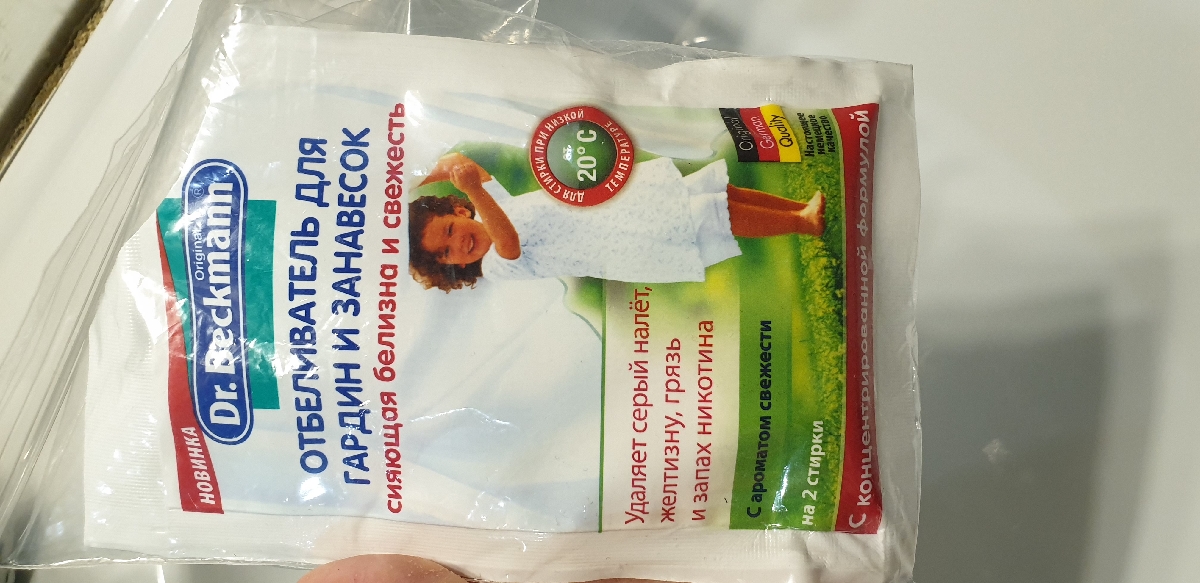 НОВИНКА
Original
Dr. Beckmann®
ОТБЕЛИВАТЕЛЬ ДЛЯ
ГАРДИН И ЗАНАВЕСОК
сияющая белизна и свежесть
ДЛЯ СТИРКИ ПРИ НИЗКОЙ
от
20° C
ТЕМПЕРАТУРЕ
Original
German
Quality
Настоящее
немецкое
качество
Удаляет серый налёт,
желтизну, грязь
и запах никотина
С ароматом свежести
на 2 стирки
С концентрированной формулой